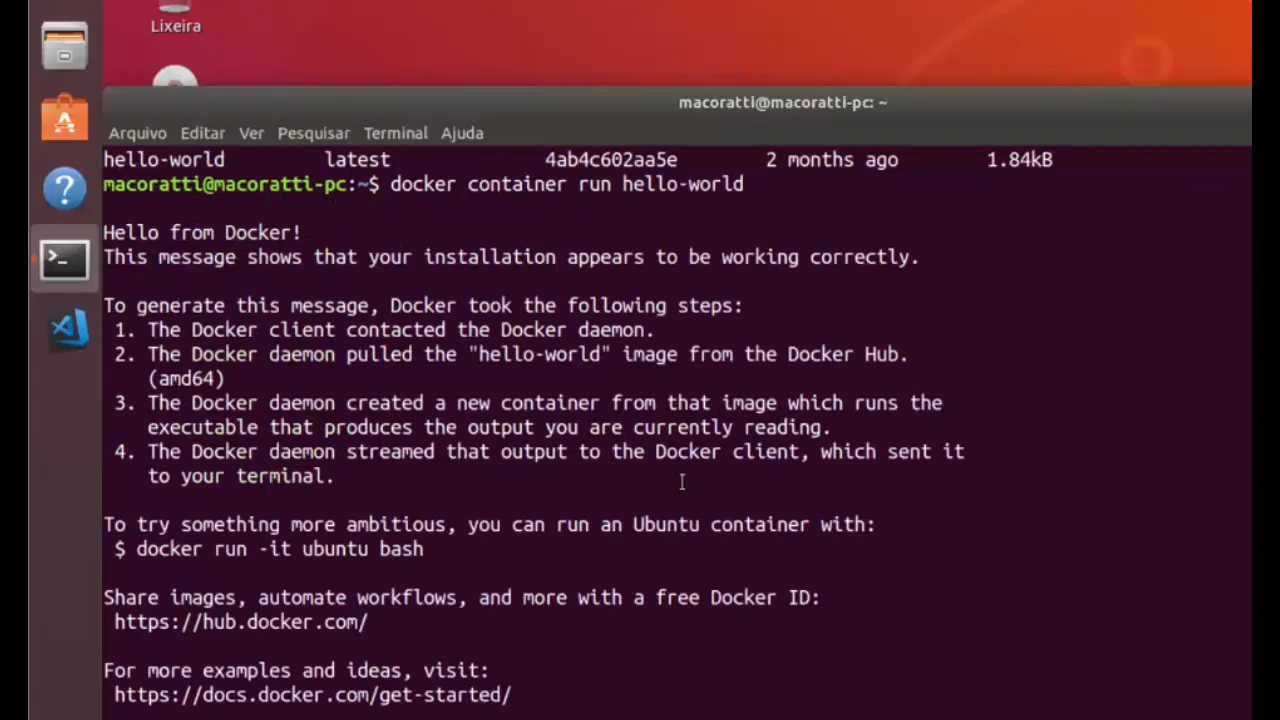 Lixeira
macoratti@macoratti-pc: ~
Arquivo Editar Ver Pesquisar Terminal Ajuda
hello-world latest 4ab4c602aa5e 2 months ago 1.84kB
macoratti@macoratti-pc:~$ docker container run hello-world
Hello from Docker!
This message shows that your installation appears to be working correctly.
To generate this message, Docker took the following steps:
1. The Docker client contacted the Docker daemon.
2. The Docker daemon pulled the "hello-world" image from the Docker Hub.
(amd64)
3. The Docker daemon created a new container from that image which runs the
executable that produces the output you are currently reading.
4. The Docker daemon streamed that output to the Docker client, which sent it
to your terminal.
To try something more ambitious, you can run an Ubuntu container with:
$ docker run -it ubuntu bash
Share images, automate workflows, and more with a free Docker ID:
https://hub.docker.com/
For more examples and ideas, visit:
https://docs.docker.com/get-started/